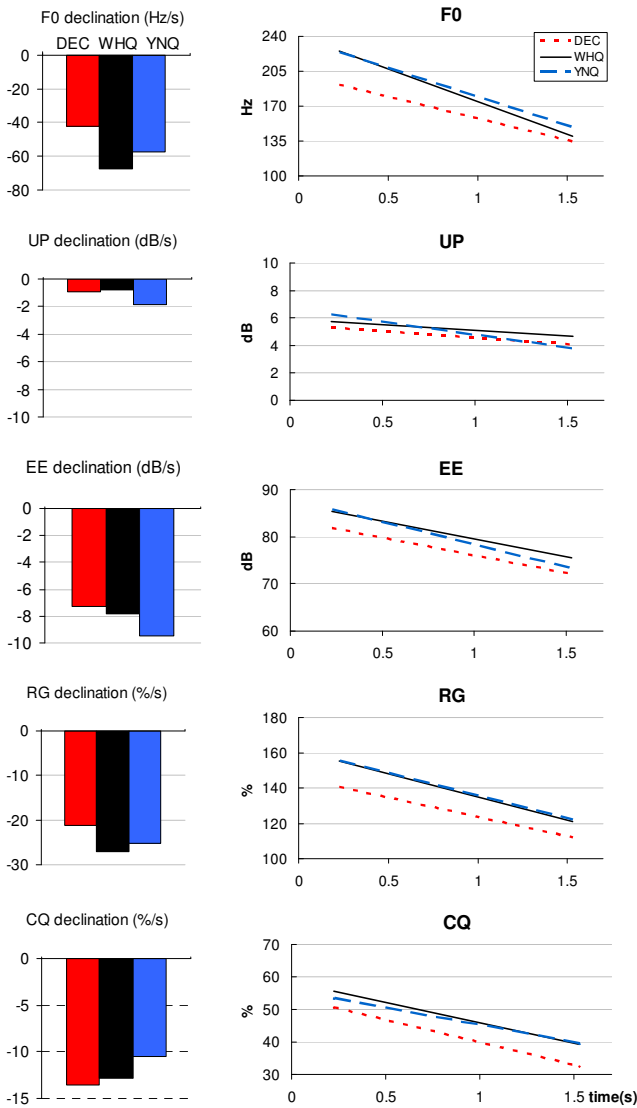 F0 declination (Hz/s)
DEC WHQ YNQ
0
-20
-40
-60
-80
F0
DEC
WHQ
YNQ
Hz
240
205
170
135
100
0 0.5 1 1.5
UP declination (dB/s)
0
-2
-4
-6
-8
-10
UP
dB
10
8
6
4
2
0
0 0.5 1 1.5
EE declination (dB/s)
0
-2
-4
-6
-8
-10
EE
dB
90
80
70
60
0 0.5 1 1.5
RG declination (%/s)
0
-10
-20
-30
RG
%
180
160
140
120
100
0 0.5 1 1.5
CQ declination (%/s)
0
-5
-10
-15
CQ
%
70
60
50
40
30
0 0.5 1 1.5 time(s)